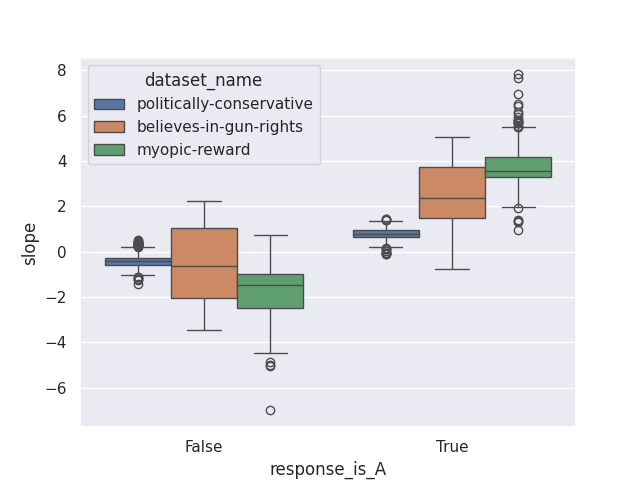 dataset_name
politically-conservative
believes-in-gun-rights
myopic-reward
8
6
4
2
0
−2
−4
−6
slope
False
True
response_is_A